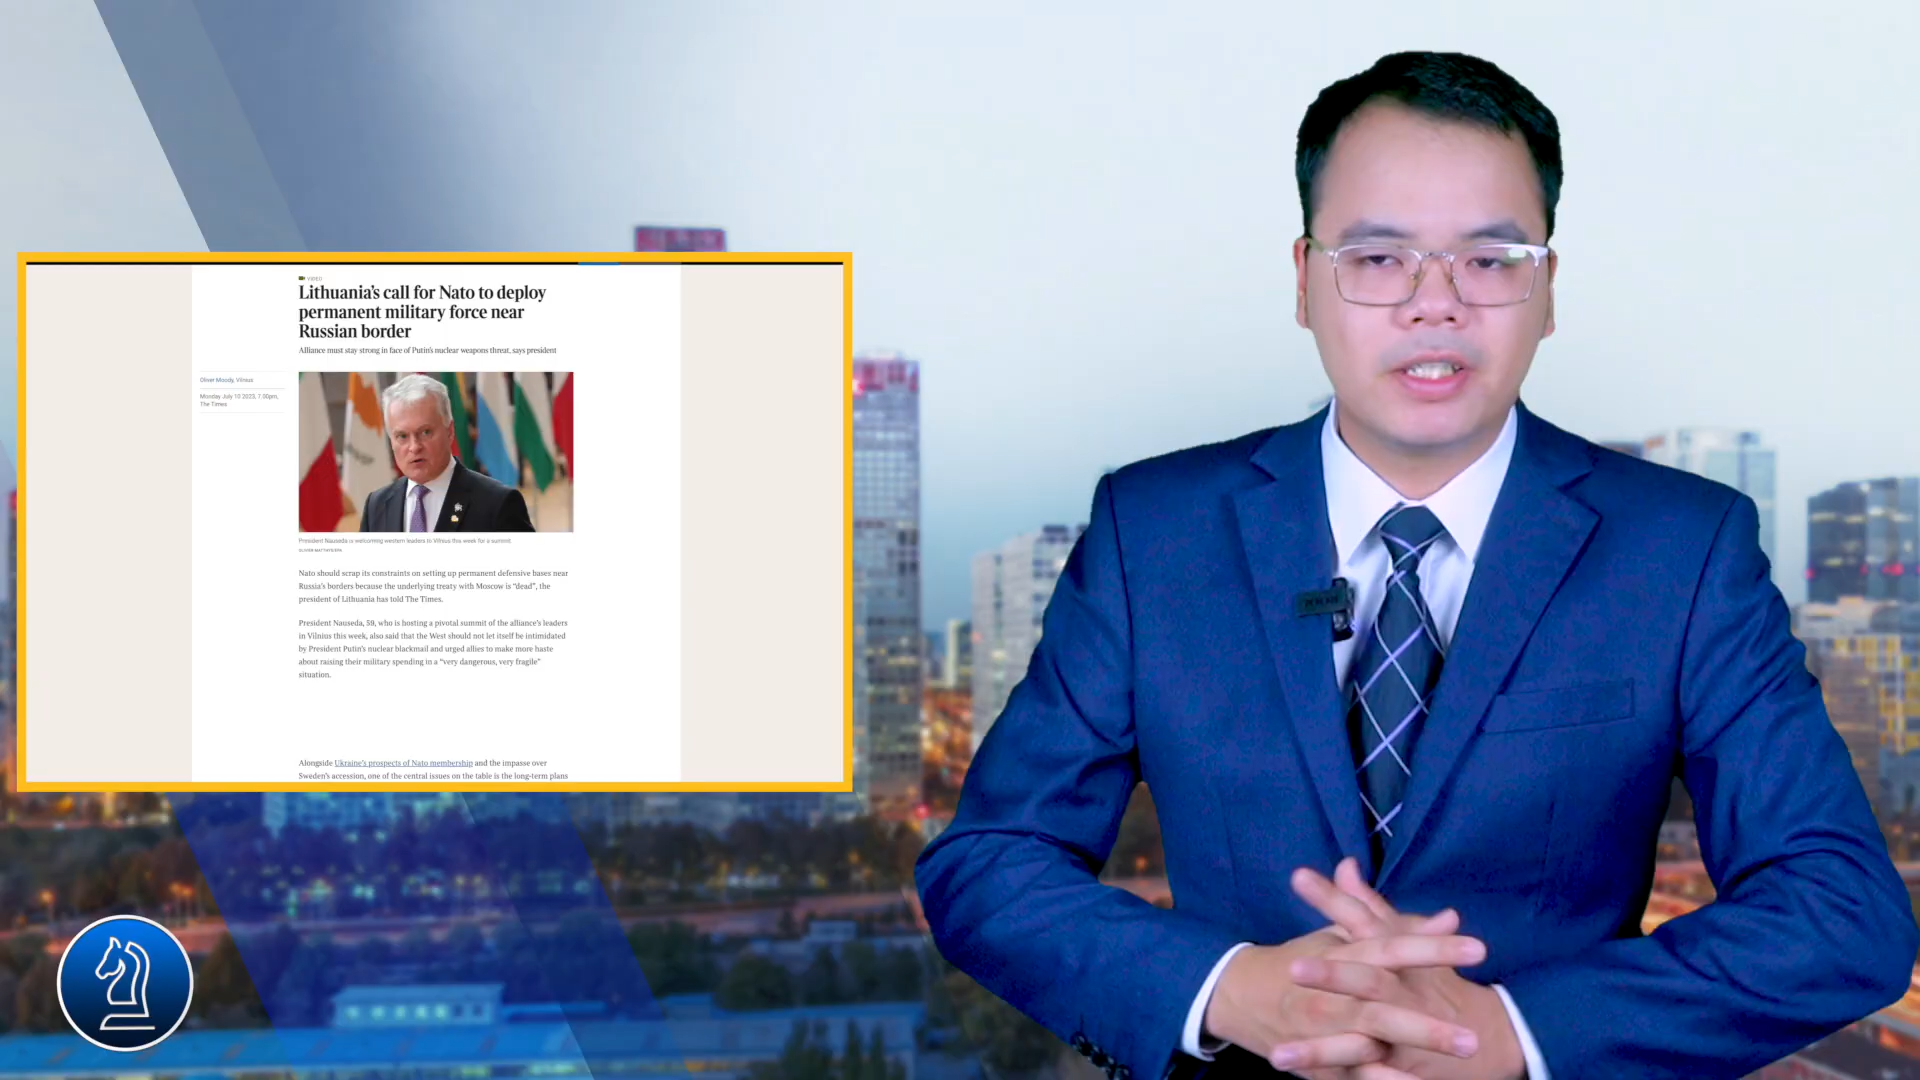 VIDEO
Lithuania's call for Nato to deploy
permanent military force near
Russian border
Alliance must stay strong in face of Putin's nuclear weapons threat, says president
Oliver Moody, Vilnius
Monday July 10 2023, 1.00pm,
The Times
President Nauseda is welcoming western leaders to Vilnius this week for a summit
Nato should scrap its constraints on setting up permanent defensive bases near
Russia's borders because the underlying treaty with Moscow is “dead”, the
president of Lithuania has told The Times.
President Nauseda, 59, who is hosting a pivotal summit of the alliance's leaders
in Vilnius this week, also said that the West should not let itself be intimidated
by President Putin's nuclear blackmail and urged allies to make more haste
about raising their military spending in a “very dangerous, very fragile”
situation.
Alongside Ukraine's prospects of Nato membership and the impasse over
Sweden's accession, one of the central issues on the table is the long-term plans